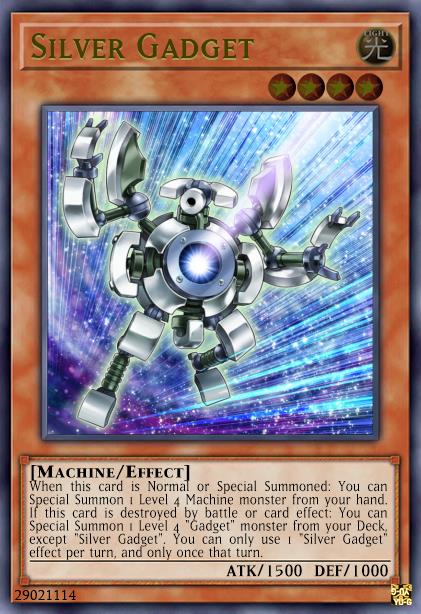 Silver Gadget
LIGHT
光
[Machine/Effect]
When this card is Normal or Special Summoned: You can
Special Summon 1 Level 4 Machine monster from your hand.
If this card is destroyed by battle or card effect: You can
Special Summon 1 Level 4 "Gadget" monster from your Deck,
except "Silver Gadget". You can only use 1 "Silver Gadget"
effect per turn, and only once that turn.
ATK/1500 DEF/1000
29021114